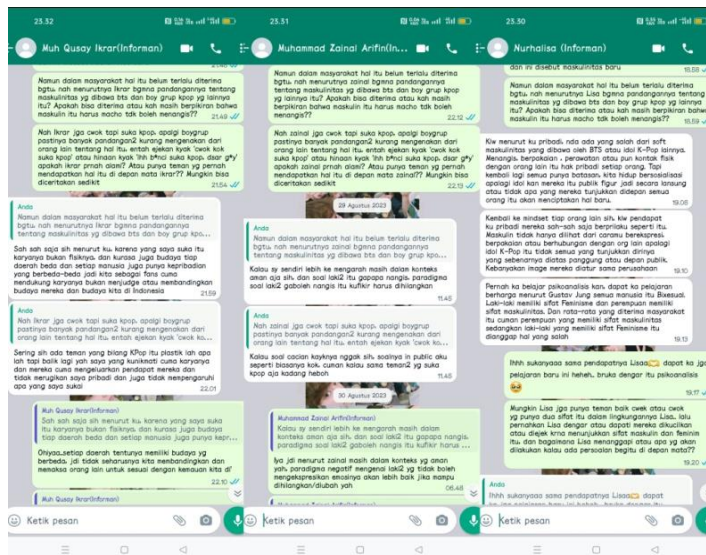 23.32
Muh Qusay Ikrar(Informan)
Namun dalam masyarakat hal itu belum terlalu diterima
bgtu. nah menurutnya Ikrar bgmna pandangannya tentang
maskulinitas yg dibawa bts dan boy grup kpop yg lainnya
itu? Apakah bisa diterima atau kah masih berpikiran bahwa
maskulin itu harus macho tdk boleh menangis??
21.49
Nah Ikrar jga cwok tapi suka kpop. apalgi boygrup
pastinya banyak pandangan2 kurang mengenakan dari
orang lain tentang hal itu. entah ejekan kyak 'cwok kok
suka kpop' atau hinaan kyak 'ihh b*nci suka kpop. dasr g*y'
apakah ikrar prnah alami? Atau punya teman yg pernah
mendapatkan hal itu di depan mata ikrar?? Mungkin bisa
diceritakan sedikit
21.54
Anda
Namun dalam masyarakat hal itu belum terlalu diterima
bgtu. nah menurutnya Ikrar bgmna pandangannya
tentang maskulinitas yg dibawa bts dan boy grup kpo...
Sah sah saja sih menurut ku. karena yang saya suka itu
karyanya bukan fisiknya. dan kurasa juga budaya tiap
daerah beda dan setiap manusia juga punya kepribadian
yang berbeda-beda jadi kita sebagai fans cuma
mendukung karyanya bukan menjudge atau membandingkan
budaya mereka dan budaya kita di Indonesia
21.59
Anda
Nah Ikrar jga cwok tapi suka kpop. apalgi boygrup
pastinya banyak pandangan2 kurang mengenakan dari
orang lain tentang hal itu. entah ejekan kyak 'cwok ko...
Sering sih ada teman yang bilang KPop itu plastik lah apa
lah tapi balik lagi yah saya yang kunikmati cuma karyanya
dan mereka cuma mengeluarkan pendapat mereka dan
tidak merugikan saya pribadi dan juga tidak mempengaruhi
apa yang saya sukai
22.01
Muh Qusay Ikrar(Informan)
Sah sah saja sih menurut ku. karena yang saya suka
itu karyanya bukan fisiknya. dan kurasa juga budaya
tiap daerah beda dan setiap manusia juga punya kepr...
Ohiyaa..setiap daerah tentunya memiliki budaya yg
berbeda. jdi tidak seharusnya kita membandingkan dan
memaksa orang lain untuk sesuai dengan kemauan kita di'
22.10
Muh Qusay Ikrar(Informan)
Ketik pesan
23.31
Muhammad Zainal Arifin(In...
Namun dalam masyarakat hal itu belum terlalu diterima
bgtu. nah menurutnya zainal bgmna pandangannya tentang
maskulinitas yg dibawa bts dan boy grup kpop yg lainnya
itu? Apakah bisa diterima atau kah masih berpikiran bahwa
maskulin itu harus macho tdk boleh menangis??
22.12
Nah zainal jga cwok tapi suka kpop. apalgi boygrup
pastinya banyak pandangan2 kurang mengenakan dari
orang lain tentang hal itu. entah ejekan kyak 'cwok kok
suka kpop' atau hinaan kyak 'ihh b*nci suka kpop. dasr g*y'
apakah zainal prnah alami? Atau punya teman yg pernah
mendapatkan hal itu di depan mata zainal?? Mungkin bisa
diceritakan sedikit
22.13
29 Agustus 2023
Anda
Namun dalam masyarakat hal itu belum terlalu diterima
bgtu. nah menurutnya zainal bgmna pandangannya
tentang maskulinitas yg dibawa bts dan boy grup kpo...
Kalau sy sendiri lebih ke mengarah masih dalam konteks
aman aja sih. dan soal laki2 itu gapapa nangis. paradigma
soal laki2 gaboleh nangis itu kufikir harus dihilangkan
11.45
Anda
Nah zainal jga cwok tapi suka kpop. apalgi boygrup
pastinya banyak pandangan2 kurang mengenakan dari
orang lain tentang hal itu. entah ejekan kyak 'cwok ko...
Kalau soal cacian kayknya nggak sih. soalnya in public aku
seperti biasanya kok. cuman kalau sama teman2 yg suka
kpop aja kadang heboh
11.45
30 Agustus 2023
Muhammad Zainal Arifin(Informan)
Kalau sy sendiri lebih ke mengarah masih dalam
konteks aman aja sih. dan soal laki2 itu gapapa nangis.
paradigma soal laki2 gaboleh nangis itu kufikir harus ...
Iya jdi menurut zainal masih dalam konteks yg aman
yah. paradigma negatif mengenai laki2 yg tidak boleh
mengekspresikan emosinya akan lebih baik jika mampu
dihilangkan/diubah yah
06.48
Ketik pesan
23.30
Nurhalisa (Informan)
dan ini disebut maskulinitas baru
16.58
Namun dalam masyarakat hal itu belum terlalu diterima
bgtu. nah menurutnya Lisa bgmna pandangannya tentang
maskulinitas yg dibawa bts dan boy grup kpop yg lainnya
itu? Apakah bisa diterima atau kah masih berpikiran bahwa
maskulin itu harus macho tdk boleh menangis??
16.59
Klw menurut ku pribadi. nda ada yang salah dari soft
maskulinitas yang dibawa oleh BTS atau idol K-Pop lainnya.
Menangis. berpakaian . perawatan atau pun kontak fisik
dengan orang lain itu hak pribadi setiap orang. Tapi
kembali lagi semua punya batasan. kita hidup bersosialisasi
apalagi idol kan mereka itu publik figur jadi secara lansung
atau tidak apa yang mereka tunjukkan didepan semua
orang itu akan menciptakan hal baru.
19.06
Kembali ke mindset tiap orang lain sih. klw pendapat
ku pribadi mereka sah-sah saja berprilaku seperti itu.
Maskulin tidak hanya dilihat dari caramu berekspresi.
berpakaian atau berhubungan dengan org lain apalagi
idol K-Pop itu tidak semua yang tunjukkan dirinya
yang sebenarnya diatas panggung atau depan publik.
Kebanyakan image mereka diatur sama perusahaan
19.10
Pernah ka belajar psikoanalisis kan. dapat ka pelajaran
berharga menurut Gustav Jung semua manusia itu Bisexual.
Laki-laki memiliki sifat Feminisme dan perempuan memiliki
sifat maskulinitas. Dan rata-rata yang diterima masyarakat
itu cuman perempuan yang memiliki sifat maskulinitas
sedangkan laki-laki yang memiliki sifat Feminisme itu
dianggap hal yang salah
19.13
Ihhh sukanyaaa sama pendapatnya Lisaa dapat ka jga
pelajaran baru ini heheh.. bruka dengar itu psikoanalisis
19.17
Mungkin Lisa jga punya teman baik cwek atau cwok
yg punya dua sifat itu dalam lingkungannya Lisa. lalu
pernahkan Lisa dengar atau dapati mereka dikucilkan
atau diejek krna menunjukkan sifat maskulin dan feminim
itu dan bagaimana Lisa menanggapi atau apa yg akan
dilakukan kalau ada persoalan begitu di depan mata??
19.20
Anda
Ihhh sukanyaaa sama pendapatnya Lisaa dapat
Ketik pesan